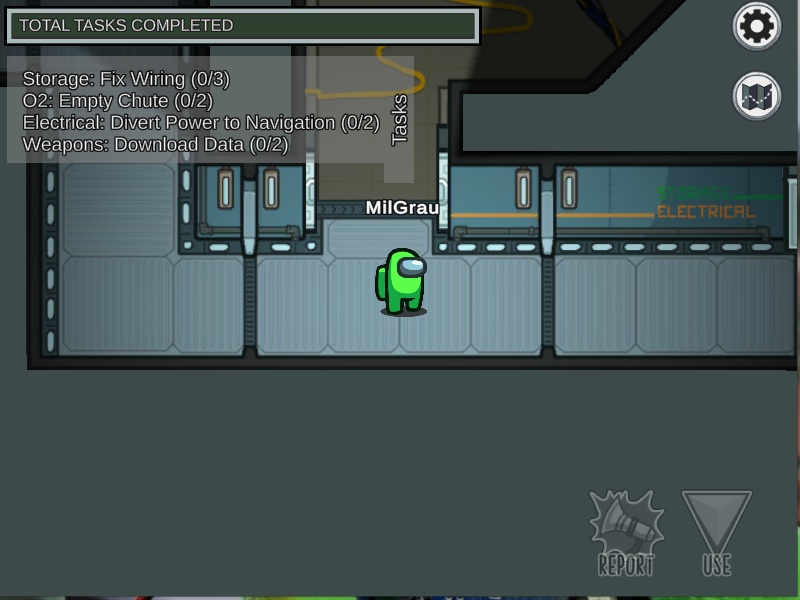 TOTAL TASKS COMPLETED
Storage: Fix Wiring (0/3)
O2: Empty Chute (0/2)
Electrical: Divert Power to Navigation (0/2)
Weapons: Download Data (0/2)
Tasks
MilGrau
STORAGE
ELECTRICAL
REPORT
USE